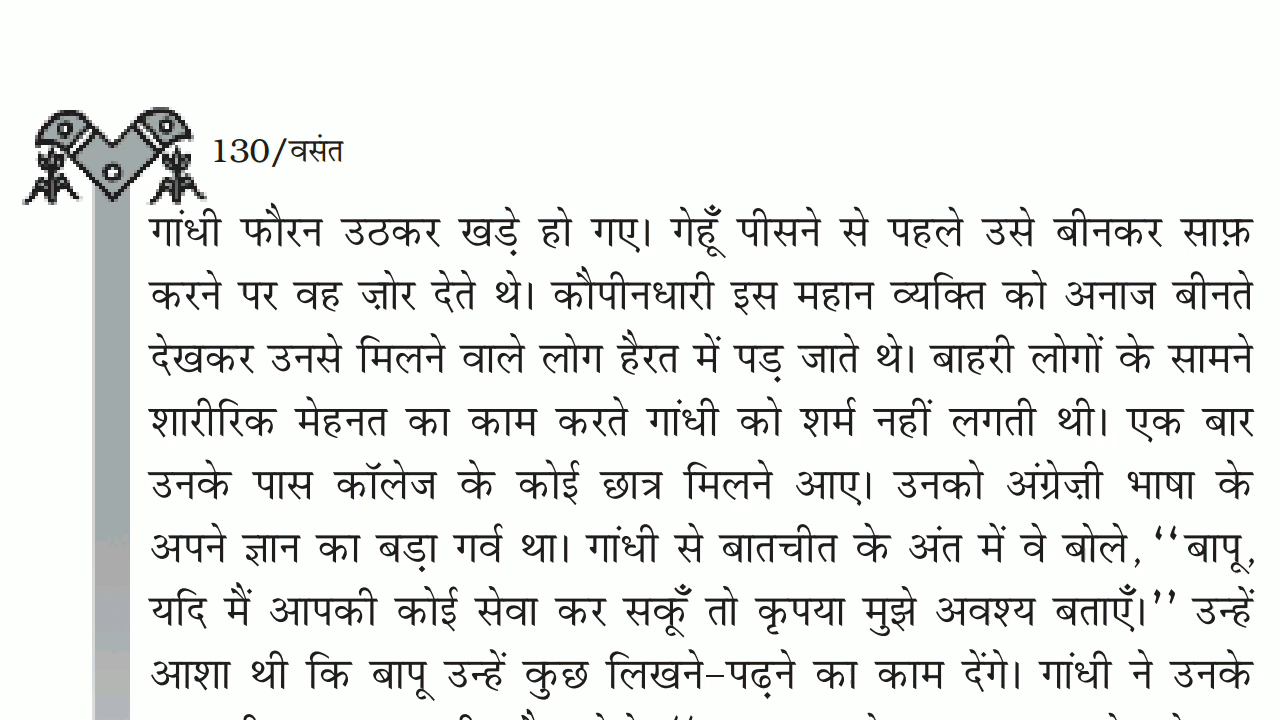 130/वसंत
गांधी फौरन उठकर खड़े हो गए। गेहूँ पीसने से पहले उसे बीनकर साफ़
करने पर वह ज़ोर देते थे। कौपीनधारी इस महान व्यक्ति को अनाज बीनते
देखकर उनसे मिलने वाले लोग हैरत में पड़ जाते थे। बाहरी लोगों के सामने
शारीरिक मेहनत का काम करते गांधी को शर्म नहीं लगती थी। एक बार
उनके पास कॉलेज के कोई छात्र मिलने आए। उनको अंग्रेज़ी भाषा के
अपने ज्ञान का बड़ा गर्व था। गांधी से बातचीत के अंत में वे बोले, “बापू,
यदि मैं आपकी कोई सेवा कर सकूँ तो कृपया मुझे अवश्य बताएँ।” उन्हें
आशा थी कि बापू उन्हें कुछ लिखने-पढ़ने का काम देंगे। गांधी ने उनके